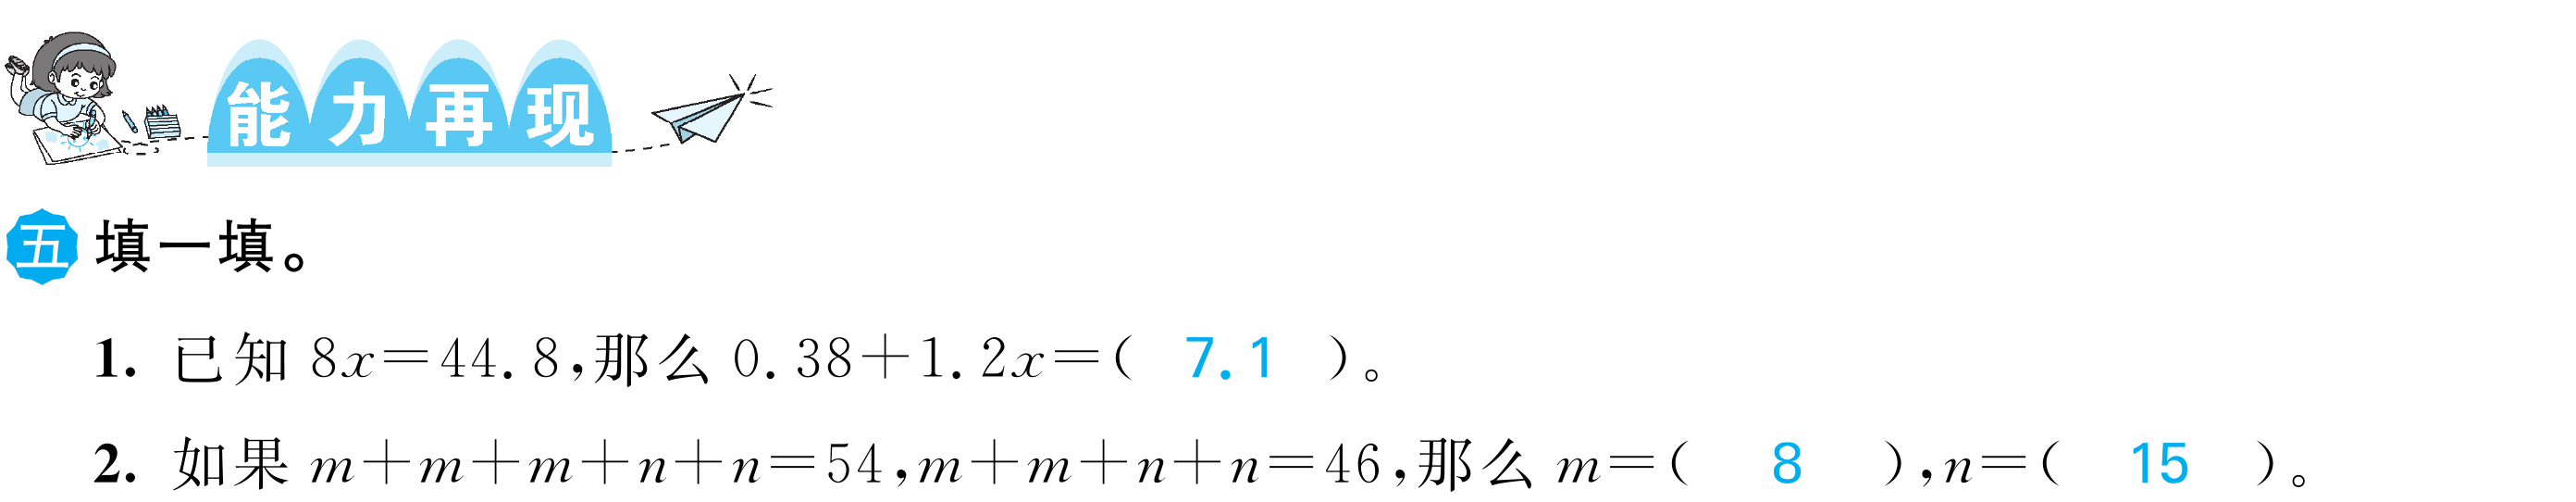 能力再现
五 填一填。
1. 已知 8x=44.8,那么 0.38+1.2x=( 7.1 )。
2. 如果 m+m+m+n+n=54,m+m+n+n=46,那么 m=( 8 ),n=( 15 )。